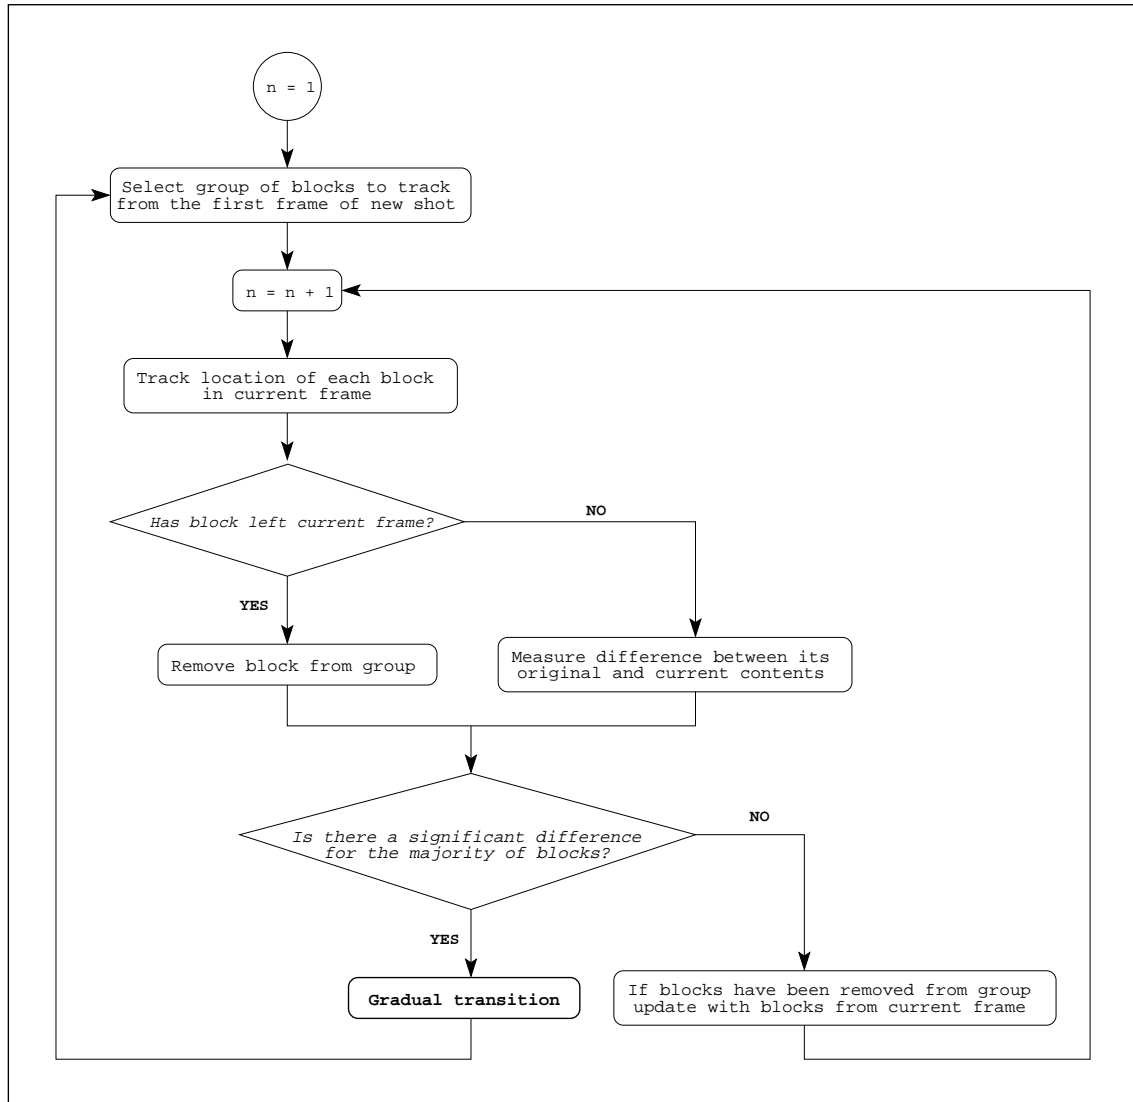 n = 1
Select group of blocks to track
from the first frame of new shot
n = n + 1
Track location of each block
in current frame
Has block left current frame?
NO
YES
Remove block from group
Measure difference between its
original and current contents
Is there a significant difference
for the majority of blocks?
NO
YES
Gradual transition
If blocks have been removed from group
update with blocks from current frame